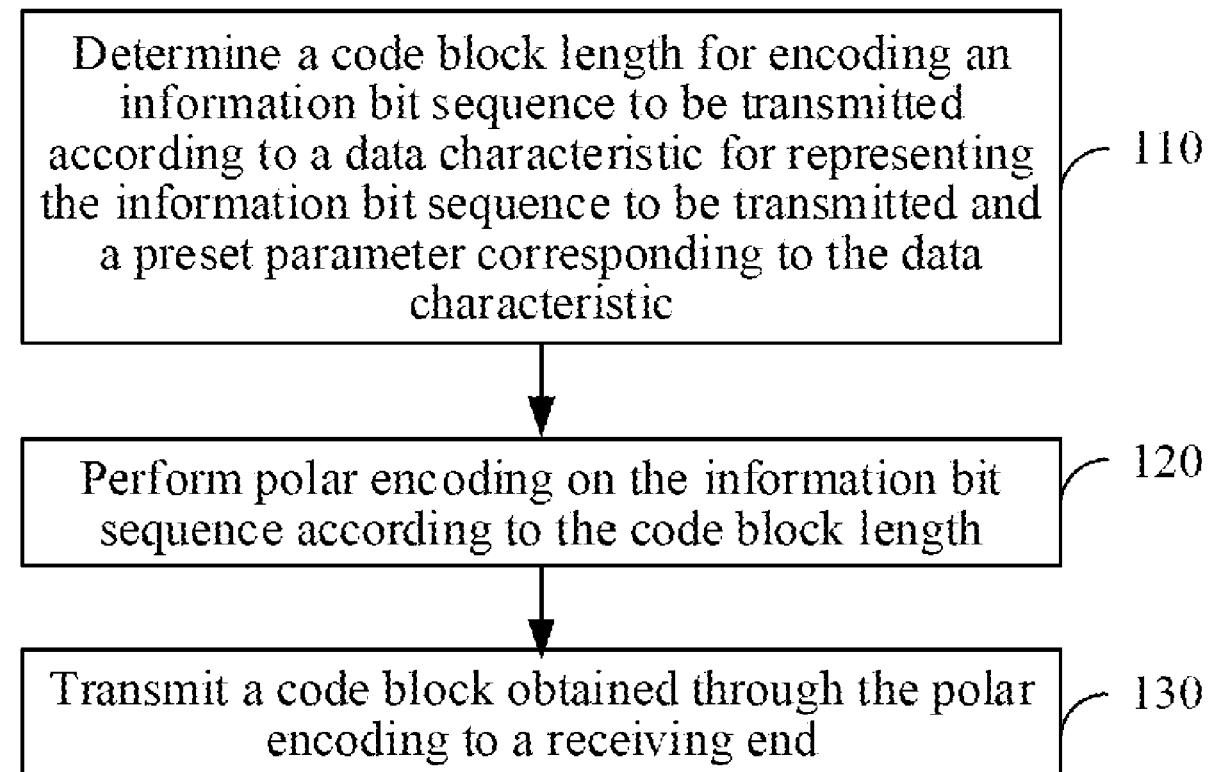 Determine a code block length for encoding an
information bit sequence to be transmitted
according to a data characteristic for representing
the information bit sequence to be transmitted and
a preset parameter corresponding to the data
characteristic
110
Perform polar encoding on the information bit
sequence according to the code block length
120
Transmit a code block obtained through the polar
encoding to a receiving end
130